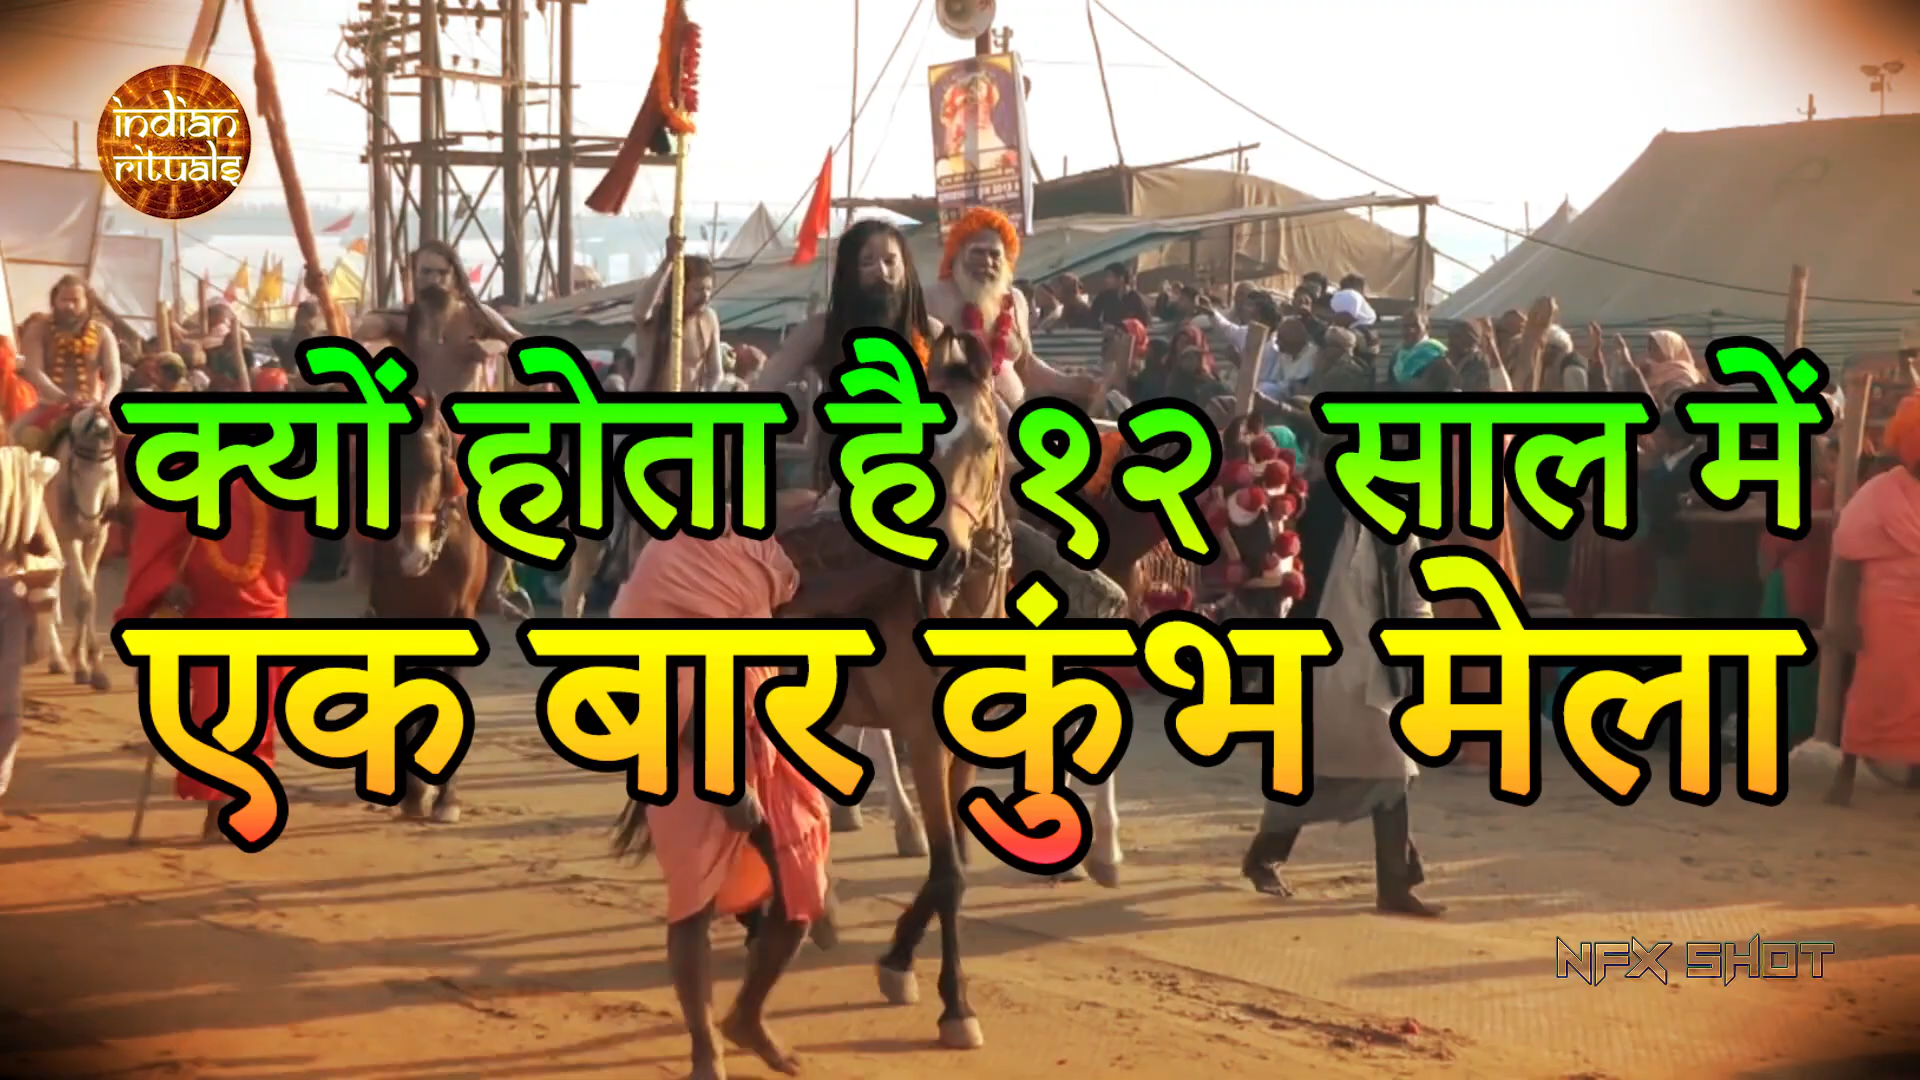 indian
rituals
क्यों होता है १२ साल में
एक बार कुंभ मेला
NFX SHOT